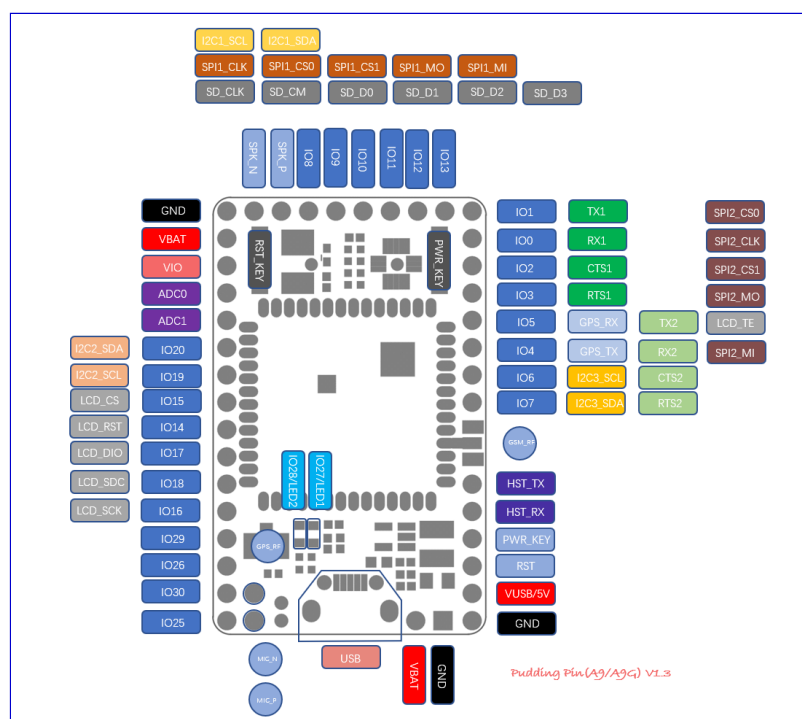 I2C1_SCL I2C1_SDA
SPI1_CLK SPI1_CS0 SPI1_CS1 SPI1_MO SPI1_MI
SD_CLK SD_CM SD_D0 SD_D1 SD_D2 SD_D3
SPK_N SPK_P IO8 IO9 IO10 IO11 IO12 IO13
GND IO1 TX1 SPI2_CS0
VBAT IO0 RX1 SPI2_CLK
RST_KEY PWR_KEY
VIO IO2 CTS1 SPI2_CS1
ADC0 IO3 RTS1 SPI2_MO
ADC1 IO5 GPS_RX TX2 LCD_TE
I2C2_SDA IO20 IO4 GPS_TX RX2 SPI2_MI
I2C2_SCL IO19 IO6 I2C3_SCL CTS2
LCD_CS IO15 IO7 I2C3_SDA RTS2
LCD_RST IO14
GSM_RF
LCD_DIO IO17
IO28/LED2 IO27/LED1
LCD_SDC IO18 HST_TX
LCD_SCK IO16 HST_RX
IO29 PWR_KEY
GPS_RF
IO26 RST
IO30 VUSB/5V
IO25 GND
MIC_N USB VBAT GND
Pudding Pin(A9/A9G) V1.3
MIC_P